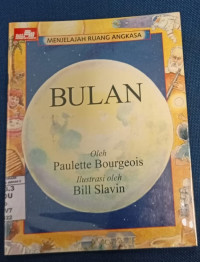 MENJELAJAH RUANG ANGKASA
BULAN
Oleh
Paulette Bourgeois
Ilustrasi oleh
Bill Slavin